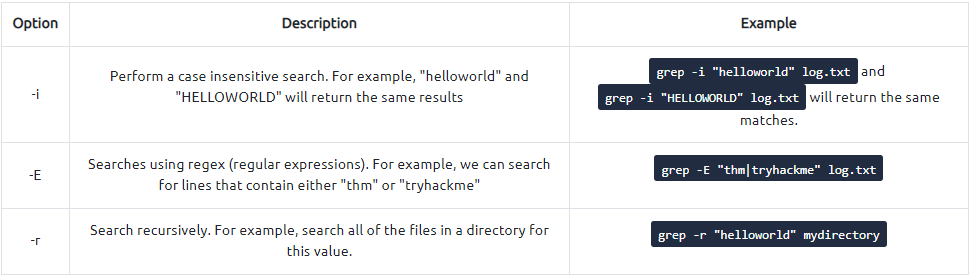 Option Description Example
-i
Perform a case insensitive search. For example, "helloworld" and
"HELLOWORLD" will return the same results
grep -i "helloworld" log.txt and
grep -i "HELLOWORLD" log.txt will return the same
matches.
-E
Searches using regex (regular expressions). For example, we can search
for lines that contain either "thm" or "tryhackme"
grep -E "thm|tryhackme" log.txt
-r
Search recursively. For example, search all of the files in a directory for
this value.
grep -r "helloworld" mydirectory